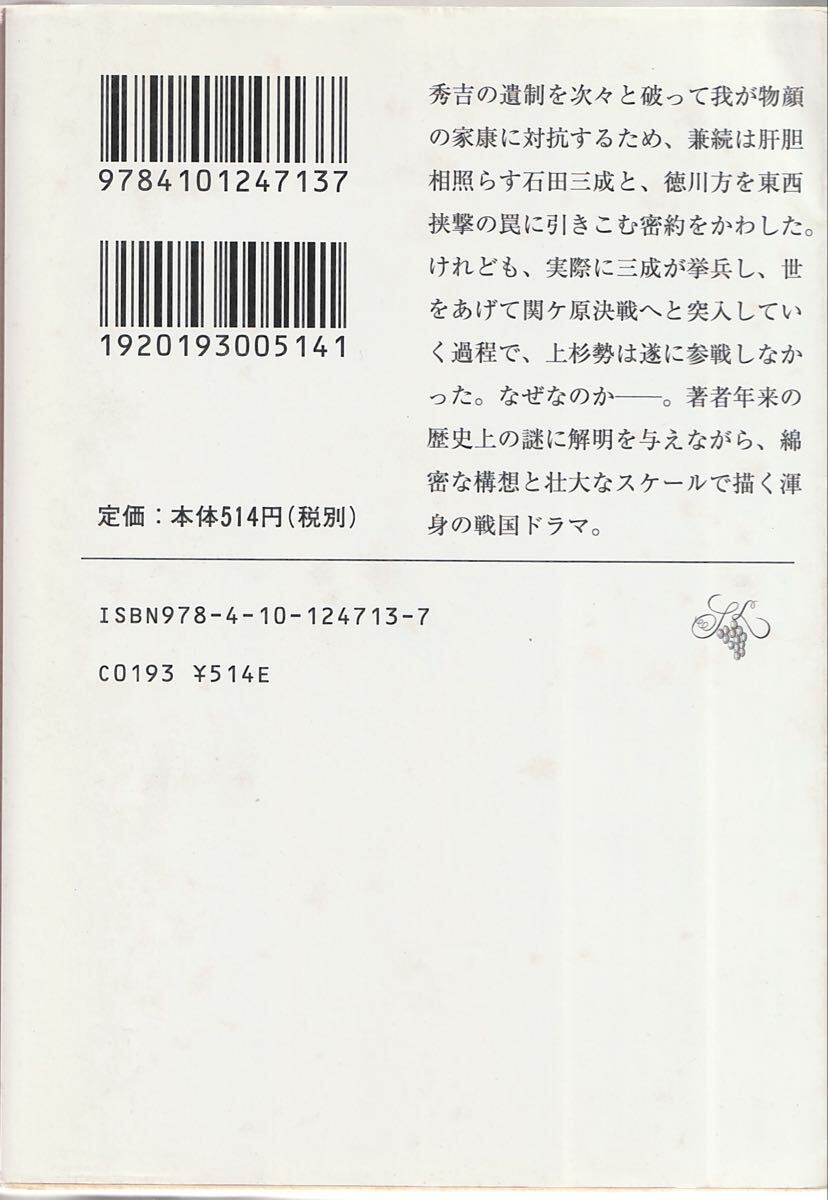 9784101247137
1920193005141
定価：本体514円（税別）
秀吉の遺制を次々と破って我が物顔
の家康に対抗するため、兼続は肝胆
相照らす石田三成と、徳川方を東西
挟撃の罠に引きこむ密約をかわした。
けれども、実際に三成が挙兵し、世
をあげて関ケ原決戦へと突入してい
く過程で、上杉勢は遂に参戦しなか
った。なぜなのか――。著者年来の
歴史上の謎に解明を与えながら、綿
密な構想と壮大なスケールで描く渾
身の戦国ドラマ。
ISBN978-4-10-124713-7
C0193 ¥514E